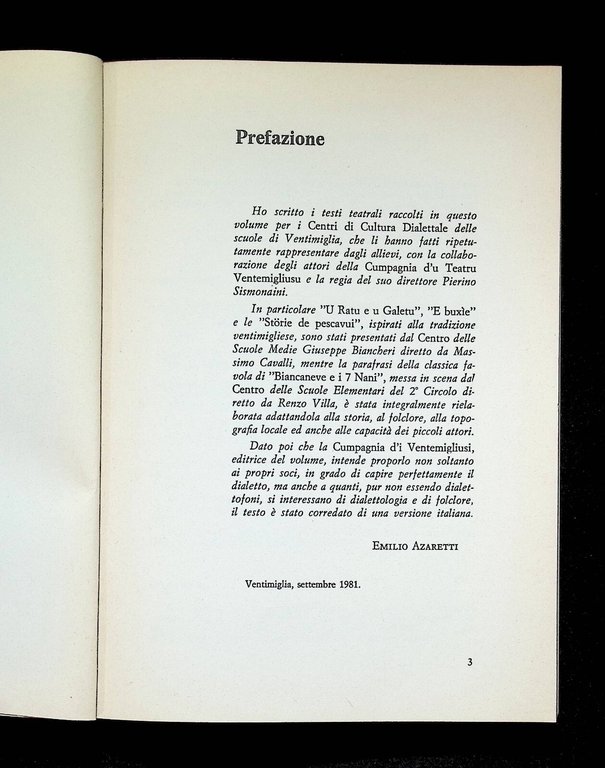 Prefazione
Ho scritto i testi teatrali raccolti in questo
volume per i Centri di Cultura Dialettale delle
scuole di Ventimiglia, che li hanno fatti ripetu-
tamente rappresentare dagli allievi, con la collabo-
razione degli attori della Cumpagnia d'u Teatru
Ventemigliusu e la regia del suo direttore Pierino
Sismonaini.
In particolare "U Ratu e u Galetu", "E buxìe"
e le "Störie de pescavui", ispirati alla tradizione
ventimigliese, sono stati presentati dal Centro delle
Scuole Medie Giuseppe Biancheri diretto da Mas-
simo Cavalli, mentre la parafrasi della classica fa-
vola di "Biancaneve e i 7 Nani", messa in scena dal
Centro delle Scuole Elementari del 2° Circolo di-
retto da Renzo Villa, è stata integralmente riela-
borata adattandola alla storia, al folclore, alla topo-
grafia locale ed anche alle capacità dei piccoli attori.
Dato poi che la Cumpagnia d'i Ventemigliusi,
editrice del volume, intende proporlo non soltanto
ai propri soci, in grado di capire perfettamente il
dialetto, ma anche a quanti, pur non essendo dialet-
tofoni, si interessano di dialettologia e di folclore,
il testo è stato corredato di una versione italiana.
EMILIO AZARETTI
Ventimiglia, settembre 1981.
3